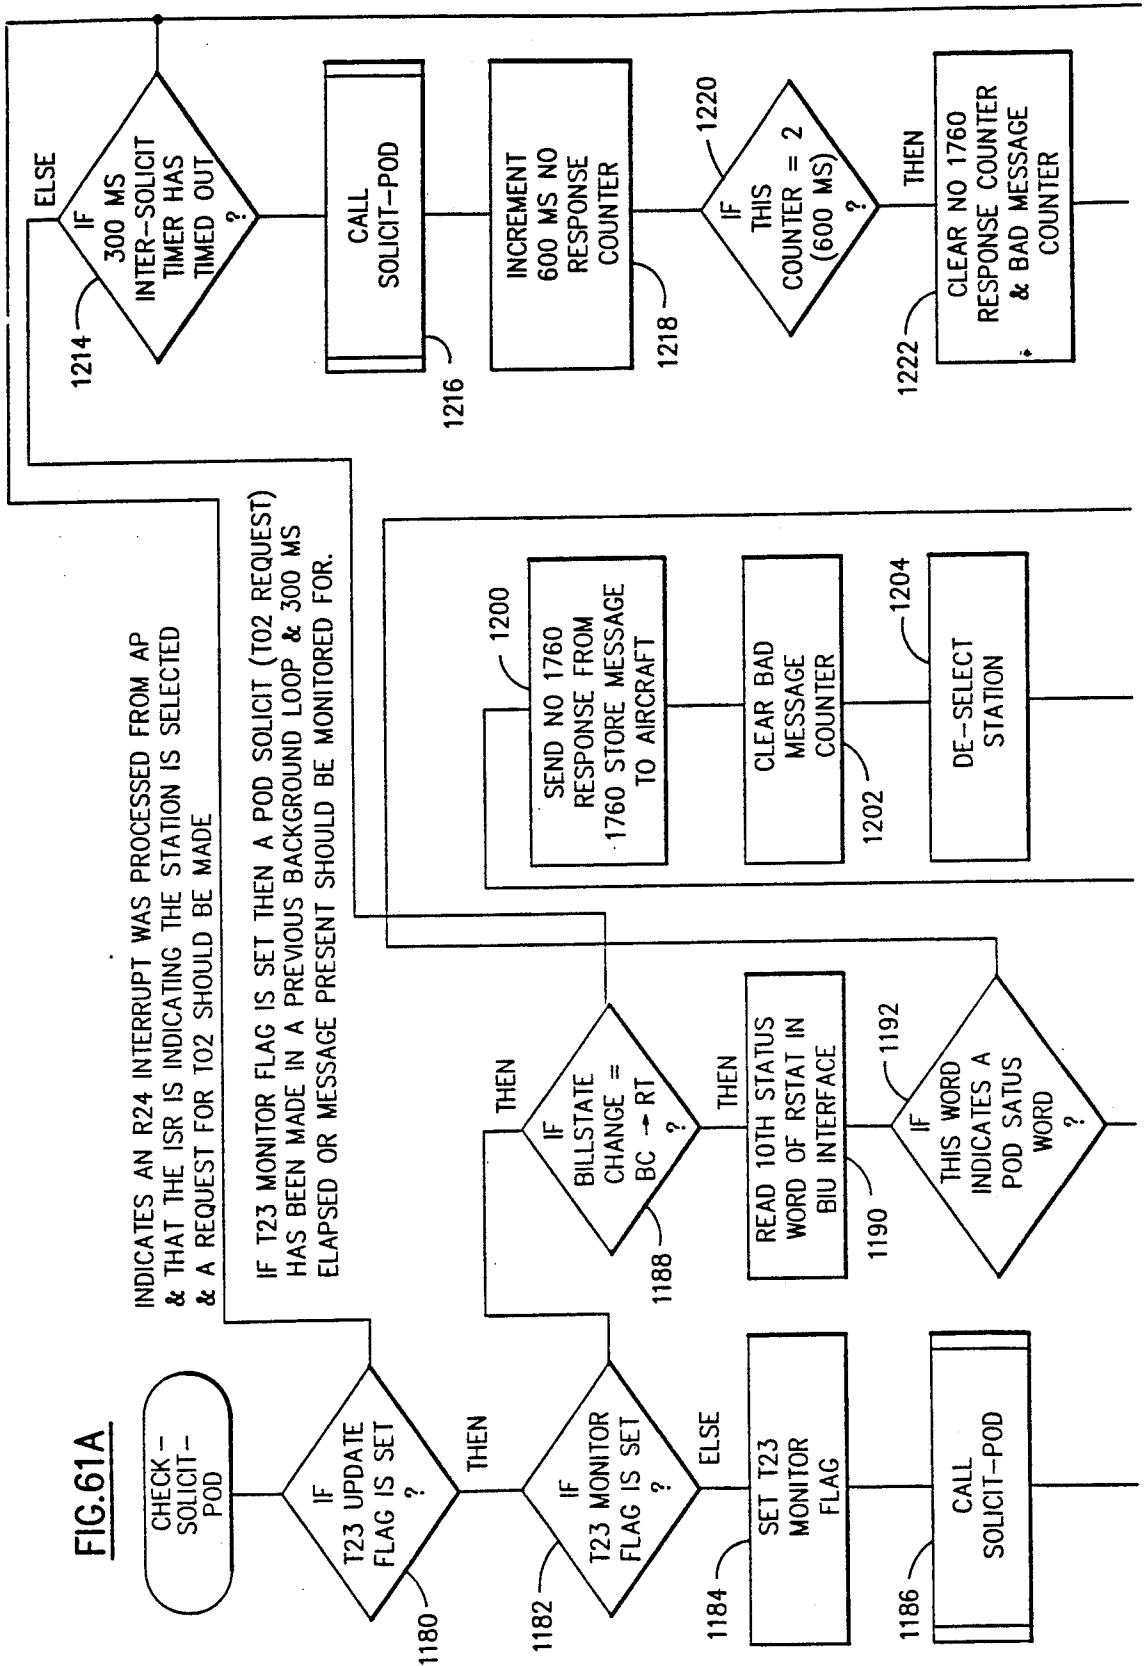 FIG.61A
CHECK-
SOLICIT-
POD
INDICATES AN R24 INTERRUPT WAS PROCESSED FROM AP
& THAT THE ISR IS INDICATING THE STATION IS SELECTED
& A REQUEST FOR T02 SHOULD BE MADE
IF
T23 UPDATE
FLAG IS SET
?
1180
THEN
IF T23 MONITOR FLAG IS SET THEN A POD SOLICIT (T02 REQUEST)
HAS BEEN MADE IN A PREVIOUS BACKGROUND LOOP & 300 MS
ELAPSED OR MESSAGE PRESENT SHOULD BE MONITORED FOR.
IF
T23 MONITOR
FLAG IS SET
?
1182
ELSE
SET T23
MONITOR
FLAG
1184
CALL
SOLICIT-POD
1186
THEN
IF
BILLSTATE
CHANGE =
BC → RT
?
1188
THEN
READ 10TH STATUS
WORD OF RSTAT IN
BIU INTERFACE
1190
IF
THIS WORD
INDICATES A
POD SATUS
WORD
?
1192
SEND NO 1760
RESPONSE FROM
1760 STORE MESSAGE
TO AIRCRAFT
1200
CLEAR BAD
MESSAGE
COUNTER
1202
DE-SELECT
STATION
1204
ELSE
IF
300 MS
INTER-SOLICIT
TIMER HAS
TIMED OUT
?
1214
CALL
SOLICIT-POD
1216
INCREMENT
600 MS NO
RESPONSE
COUNTER
1218
IF
THIS
COUNTER = 2
(600 MS)
?
1220
THEN
CLEAR NO 1760
RESPONSE COUNTER
& BAD MESSAGE
COUNTER
1222